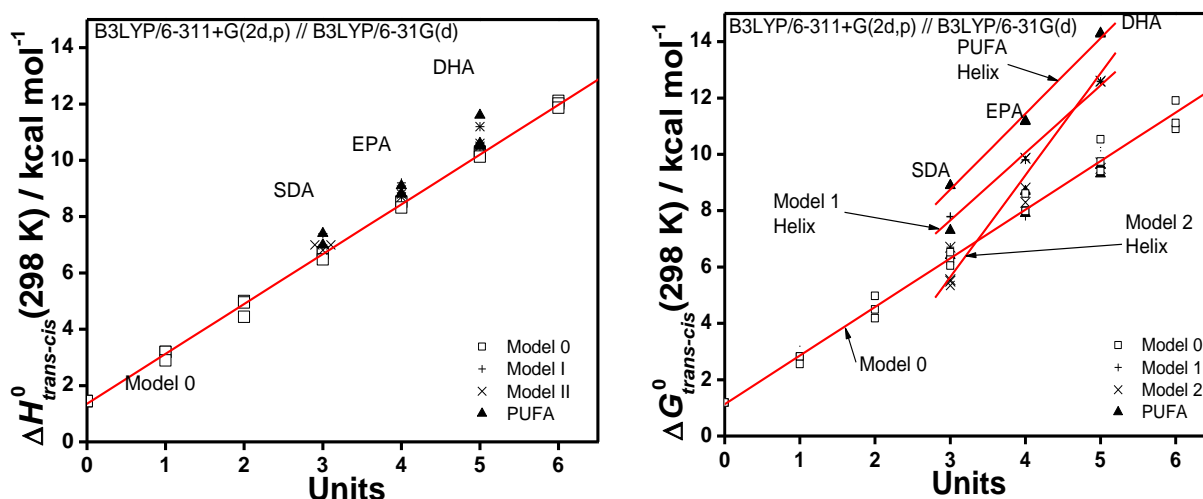 B3LYP/6-311+G(2d,p) // B3LYP/6-31G(d)
14
12
10
8
6
4
2
0
ΔH⁰trans-cis(298 K) / kcal mol⁻¹
DHA
EPA
SDA
Model 0
□ Model 0
+ Model I
× Model II
▲ PUFA
0 1 2 3 4 5 6
Units
B3LYP/6-311+G(2d,p) // B3LYP/6-31G(d)
14
12
10
8
6
4
2
0
ΔG⁰trans-cis(298 K) / kcal mol⁻¹
DHA
PUFA
Helix
EPA
SDA
Model 1
Helix
Model 2
Helix
Model 0
□ Model 0
+ Model 1
× Model 2
▲ PUFA
0 1 2 3 4 5 6
Units